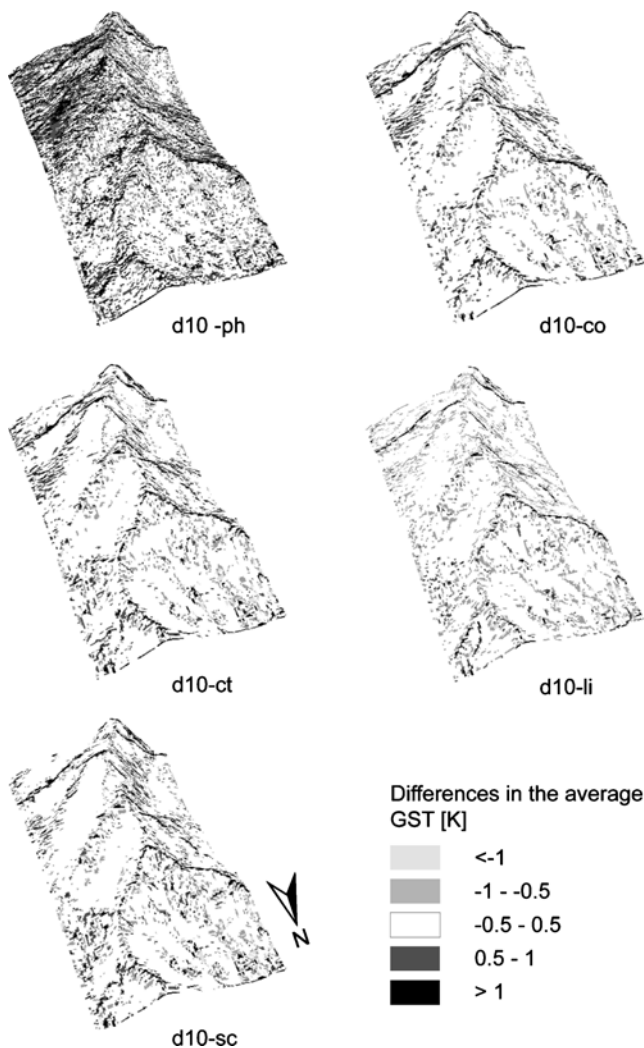 d10 -ph
d10-co
d10-ct
d10-li
d10-sc
N
Differences in the average
GST [K]
<-1
-1 - -0.5
-0.5 - 0.5
0.5 - 1
> 1